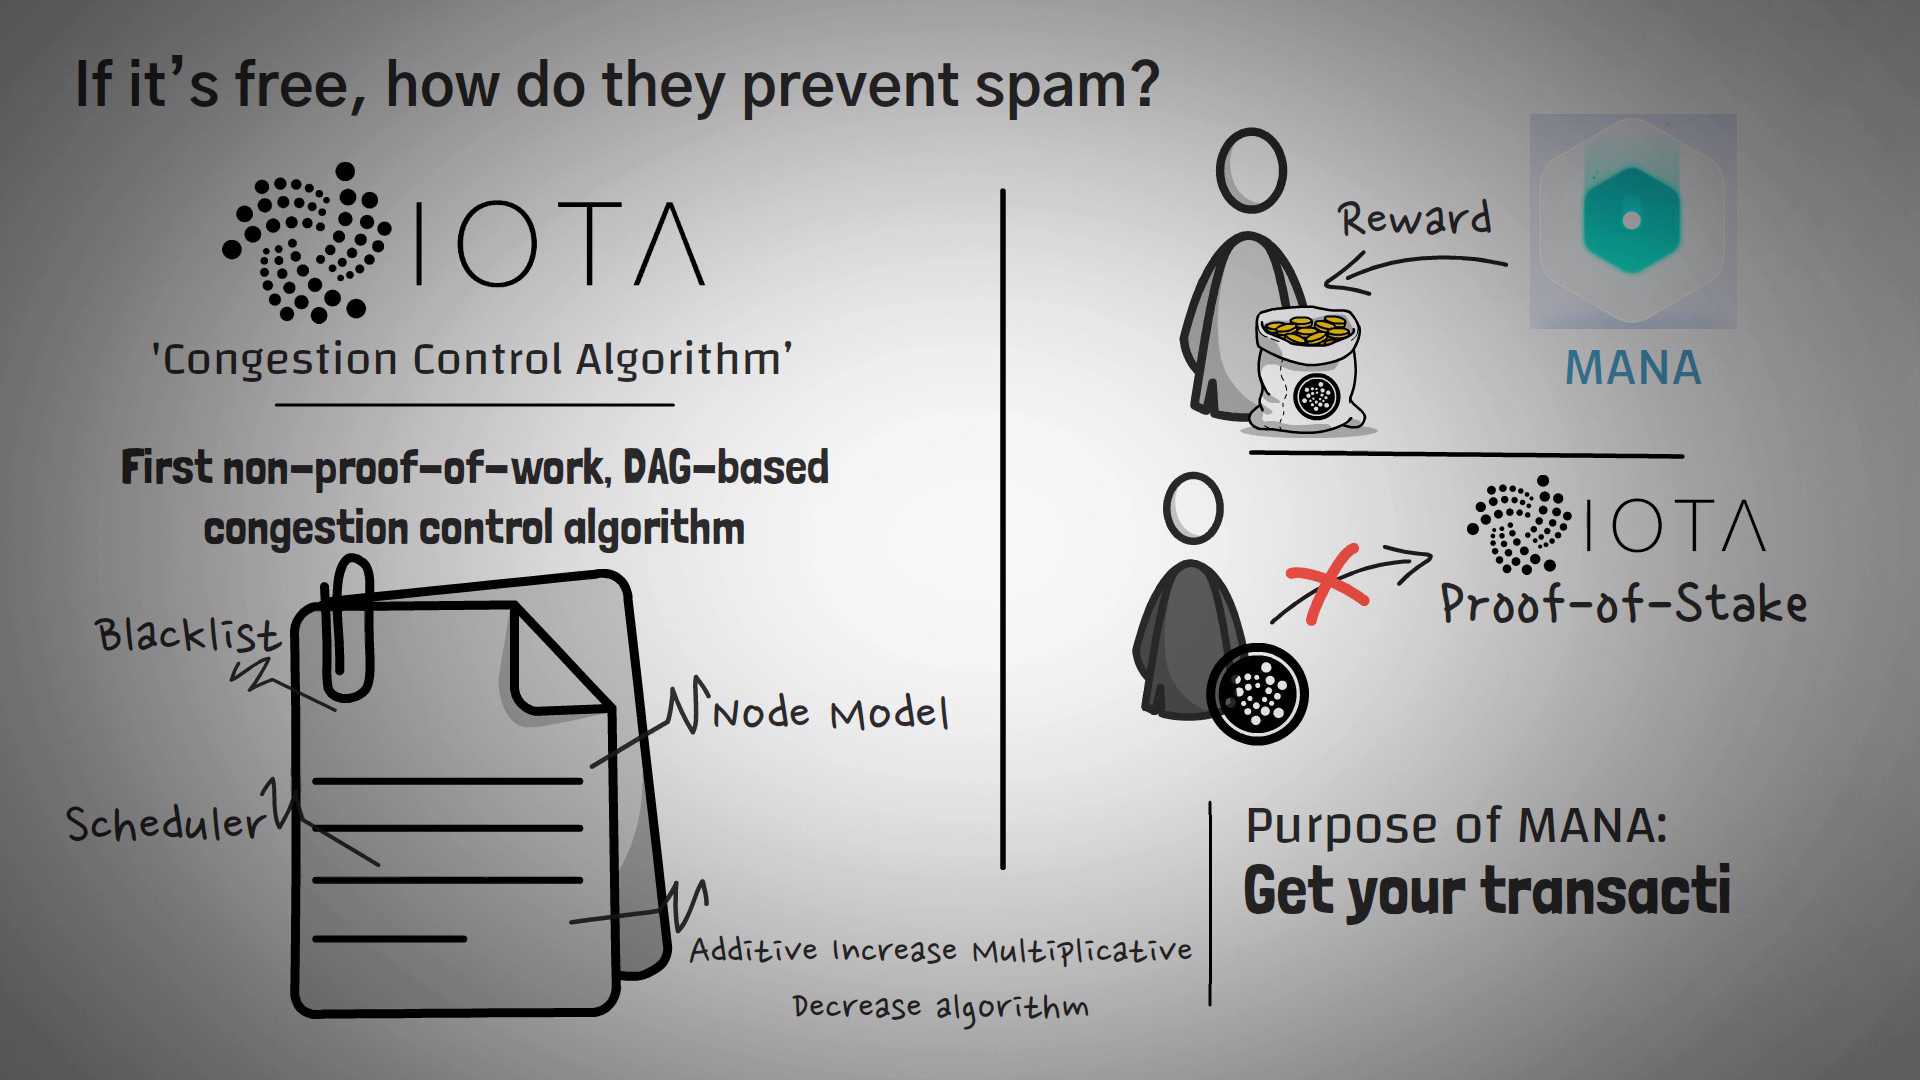 If it’s free, how do they prevent spam?
IOTA
'Congestion Control Algorithm’
First non-proof-of-work, DAG-based
congestion control algorithm
Blacklist
Node Model
Scheduler
Additive Increase Multiplicative
Decrease algorithm
Reward
MANA
IOTA
Proof-of-Stake
Purpose of MANA:
Get your transacti